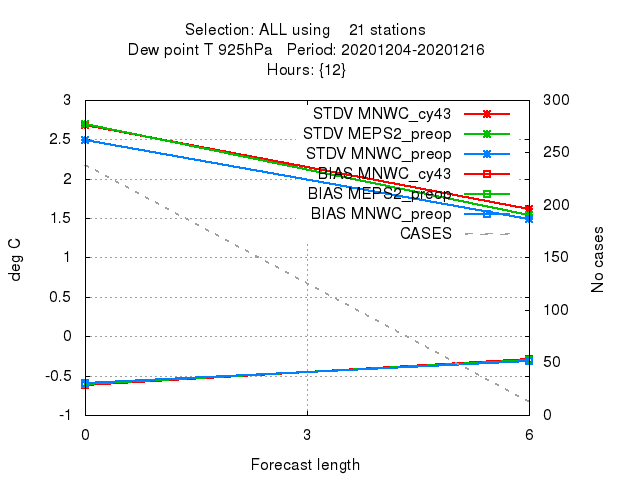 Selection: ALL using    21 stations
Dew point T 925hPa   Period: 20201204-20201216
Hours: {12}
3
2.5
2
1.5
1
0.5
0
-0.5
-1
300
250
200
150
100
50
0
STDV MNWC_cy43
STDV MEPS2_preop
STDV MNWC_preop
BIAS MNWC_cy43
BIAS MEPS2_preop
BIAS MNWC_preop
CASES
deg C
No cases
0
3
6
Forecast length